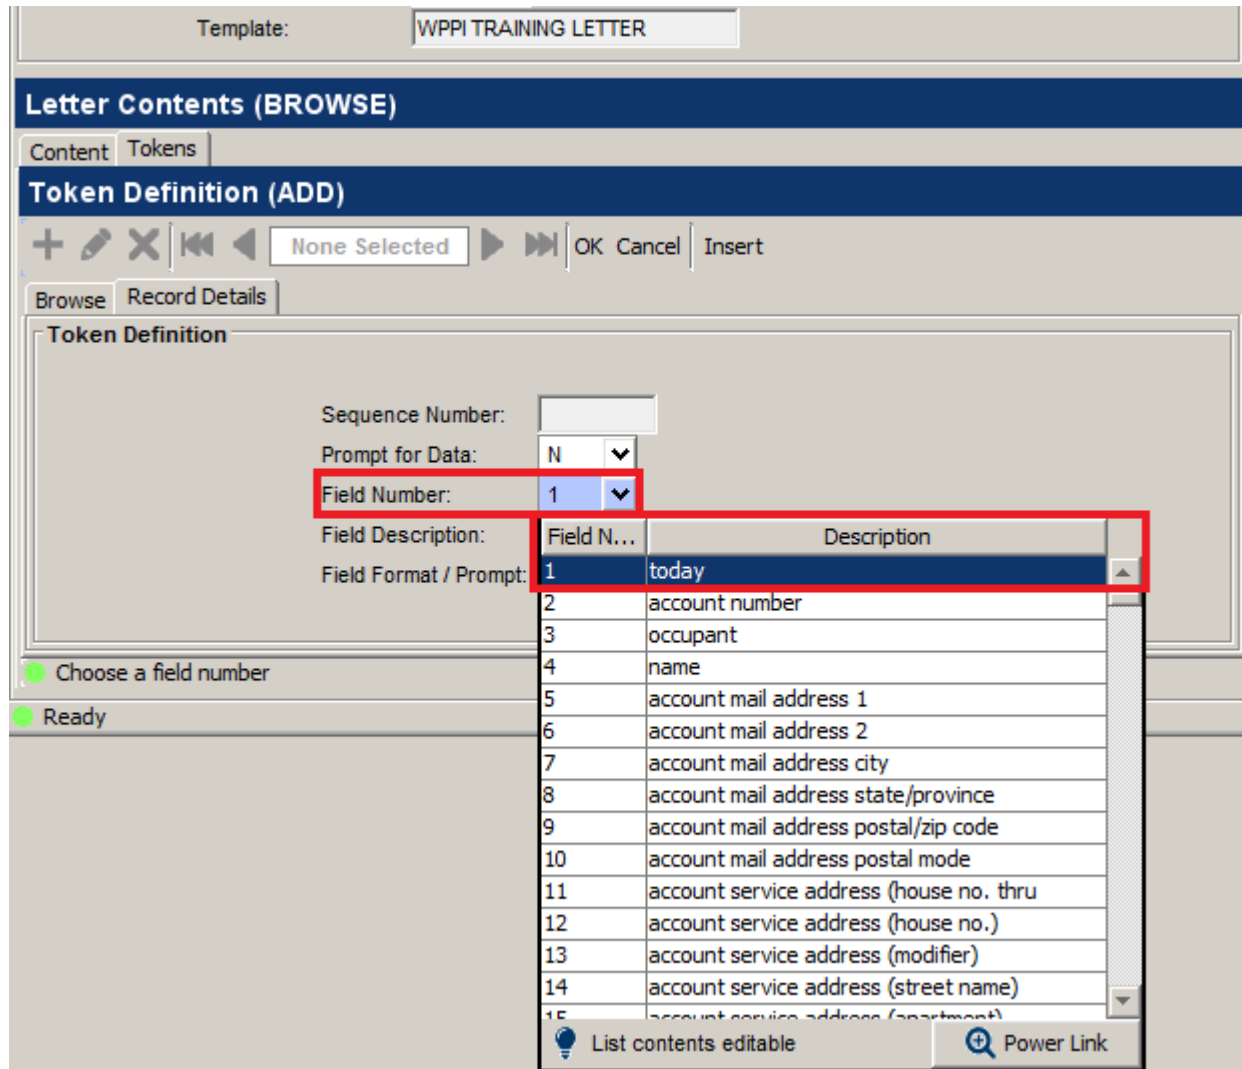 Template: WPPI TRAINING LETTER
Letter Contents (BROWSE)
Content Tokens
Token Definition (ADD)
None Selected OK Cancel Insert
Browse Record Details
Token Definition
Sequence Number:
Prompt for Data: N
Field Number: 1
Field Description:
Field Format / Prompt:
Field N... Description
1 today
2 account number
3 occupant
4 name
5 account mail address 1
6 account mail address 2
7 account mail address city
8 account mail address state/province
9 account mail address postal/zip code
10 account mail address postal mode
11 account service address (house no. thru
12 account service address (house no.)
13 account service address (modifier)
14 account service address (street name)
15 account service address (apartment)
List contents editable Power Link
Choose a field number
Ready